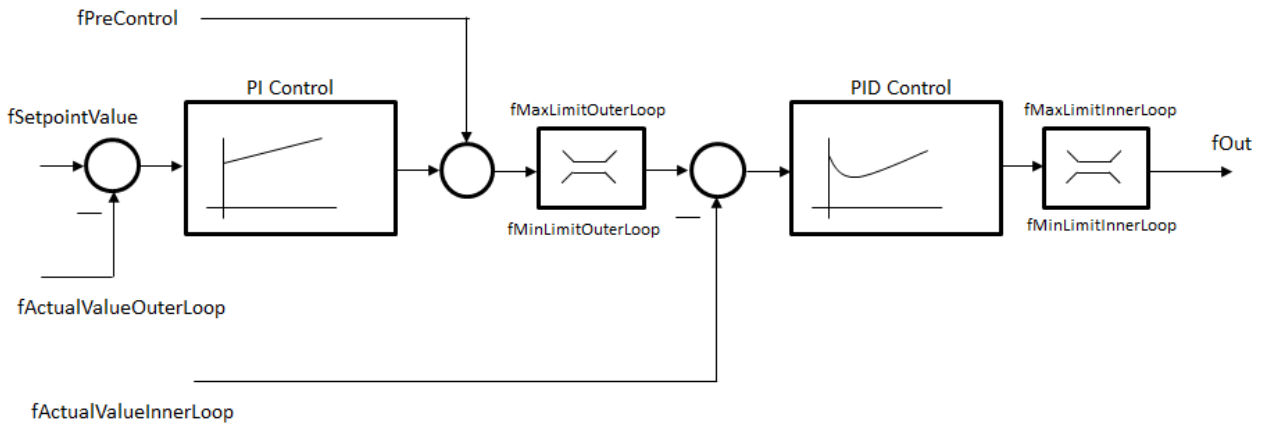 fPreControl
PI Control
PID Control
fSetpointValue
fMaxLimitOuterLoop
fMaxLimitInnerLoop
fOut
fMinLimitOuterLoop
fMinLimitInnerLoop
fActualValueOuterLoop
fActualValueInnerLoop